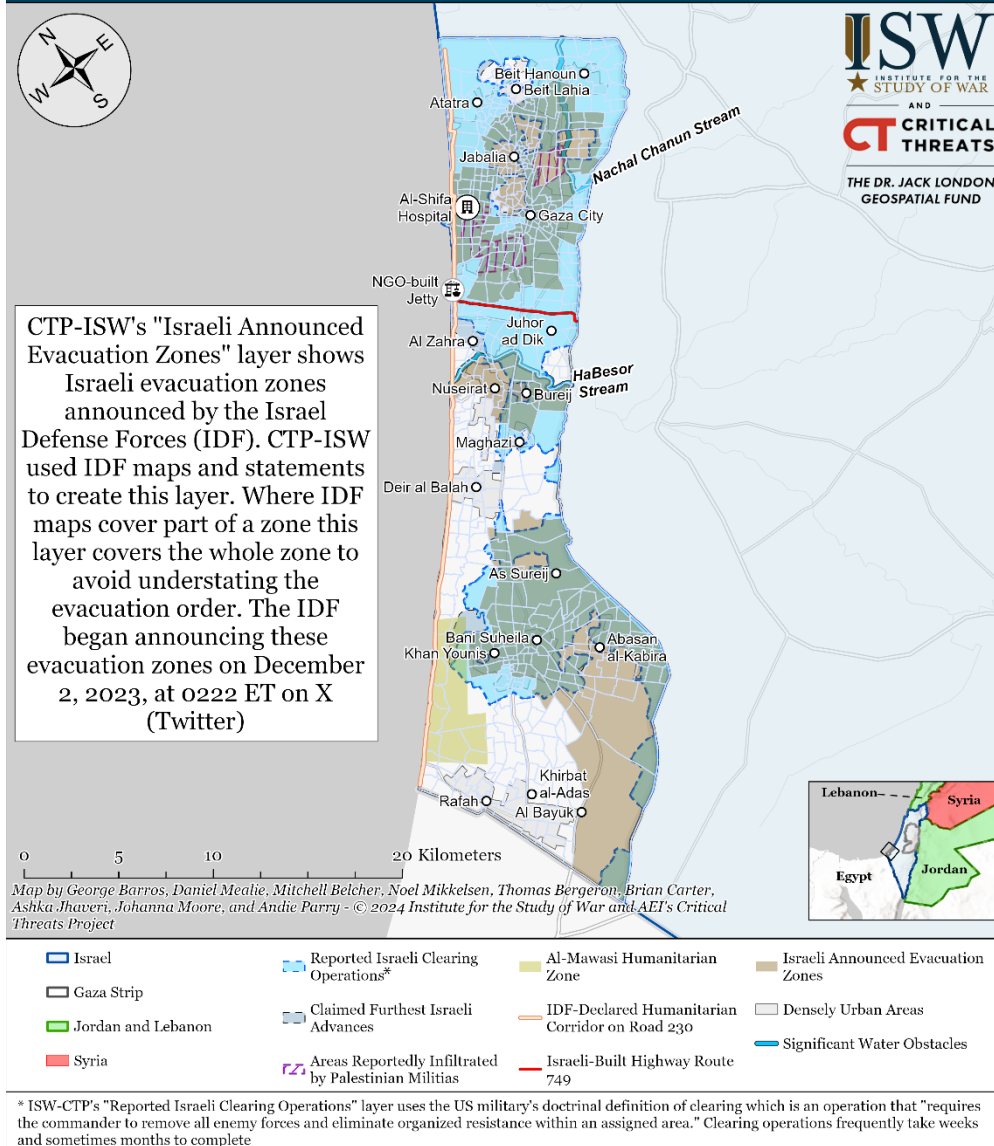 N
E
W
S
ISW
INSTITUTE FOR THE
STUDY OF WAR
AND
CT CRITICAL
THREATS
THE DR. JACK LONDON
GEOSPATIAL FUND
Beit Hanoun
Beit Lahia
Atatra
Nachal Chanun Stream
Jabalia
Al-Shifa
Hospital
Gaza City
NGO-built
Jetty
Juhor
ad Dik
Al Zahra
HaBesor
Stream
Nuseirat
Bureij
Maghazi
Deir al Balah
As Sureij
Bani Suheila
Abasan
al-Kabira
Khan Younis
Khirbat
al-Adas
Rafah
Al Bayuk
CTP-ISW's "Israeli Announced
Evacuation Zones" layer shows
Israeli evacuation zones
announced by the Israel
Defense Forces (IDF). CTP-ISW
used IDF maps and statements
to create this layer. Where IDF
maps cover part of a zone this
layer covers the whole zone to
avoid understating the
evacuation order. The IDF
began announcing these
evacuation zones on December
2, 2023, at 0222 ET on X
(Twitter)
Lebanon
Syria
Egypt
Jordan
0 5 10 20 Kilometers
Map by George Barros, Daniel Mealie, Mitchell Belcher, Noel Mikkelsen, Thomas Bergeron, Brian Carter,
Ashka Jhaveri, Johanna Moore, and Andie Parry - © 2024 Institute for the Study of War and AEI's Critical
Threats Project
Israel
Gaza Strip
Jordan and Lebanon
Syria
Reported Israeli Clearing
Operations*
Claimed Furthest Israeli
Advances
Areas Reportedly Infiltrated
by Palestinian Militias
Al-Mawasi Humanitarian
Zone
IDF-Declared Humanitarian
Corridor on Road 230
Israeli-Built Highway Route
749
Israeli Announced Evacuation
Zones
Densely Urban Areas
Significant Water Obstacles
* ISW-CTP's "Reported Israeli Clearing Operations" layer uses the US military's doctrinal definition of clearing which is an operation that "requires
the commander to remove all enemy forces and eliminate organized resistance within an assigned area." Clearing operations frequently take weeks
and sometimes months to complete